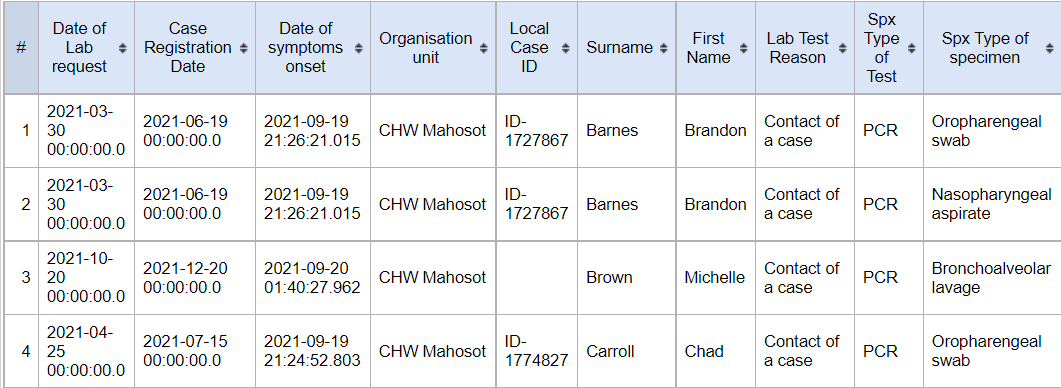 # Date of Lab request Case Registration Date Date of symptoms onset Organisation unit Local Case ID Surname First Name Lab Test Reason Spx Type of Test Spx Type of specimen
1 2021-03-30 00:00:00.0 2021-06-19 00:00:00.0 2021-09-19 21:26:21.015 CHW Mahosot ID-1727867 Barnes Brandon Contact of a case PCR Oropharengeal swab
2 2021-03-30 00:00:00.0 2021-06-19 00:00:00.0 2021-09-19 21:26:21.015 CHW Mahosot ID-1727867 Barnes Brandon Contact of a case PCR Nasopharyngeal aspirate
3 2021-10-20 00:00:00.0 2021-12-20 00:00:00.0 2021-09-20 01:40:27.962 CHW Mahosot Brown Michelle Contact of a case PCR Bronchoalveolar lavage
4 2021-04-25 00:00:00.0 2021-07-15 00:00:00.0 2021-09-19 21:24:52.803 CHW Mahosot ID-1774827 Carroll Chad Contact of a case PCR Oropharengeal swab